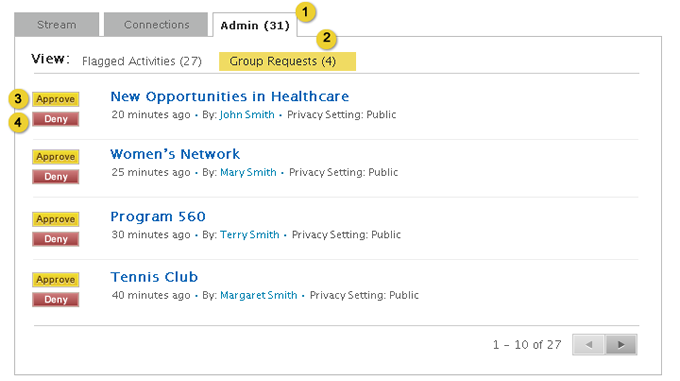 Stream Connections Admin (31) 1
2
View: Flagged Activities (27) Group Requests (4)
3 Approve New Opportunities in Healthcare
4 Deny 20 minutes ago • By: John Smith • Privacy Setting: Public
Approve Women's Network
Deny 25 minutes ago • By: Mary Smith • Privacy Setting: Public
Approve Program 560
Deny 30 minutes ago • By: Terry Smith • Privacy Setting: Public
Approve Tennis Club
Deny 40 minutes ago • By: Margaret Smith • Privacy Setting: Public
1 – 10 of 27